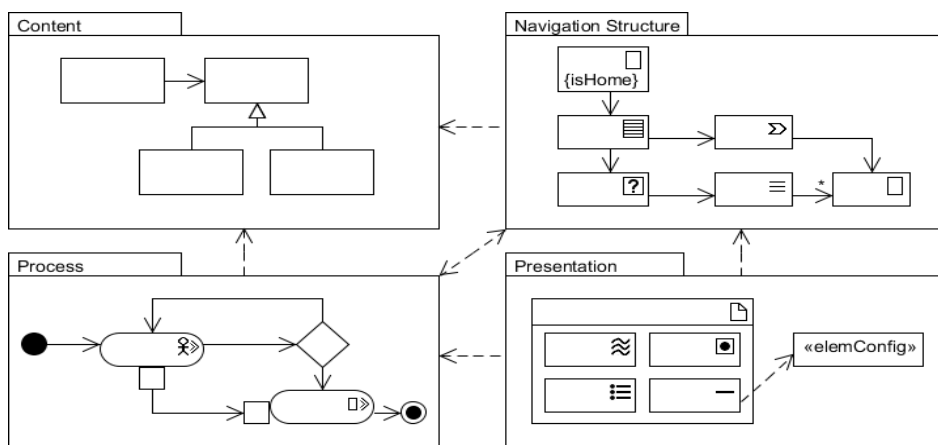 Content
Navigation Structure
{isHome}
?
*
Process
Presentation
«elemConfig»